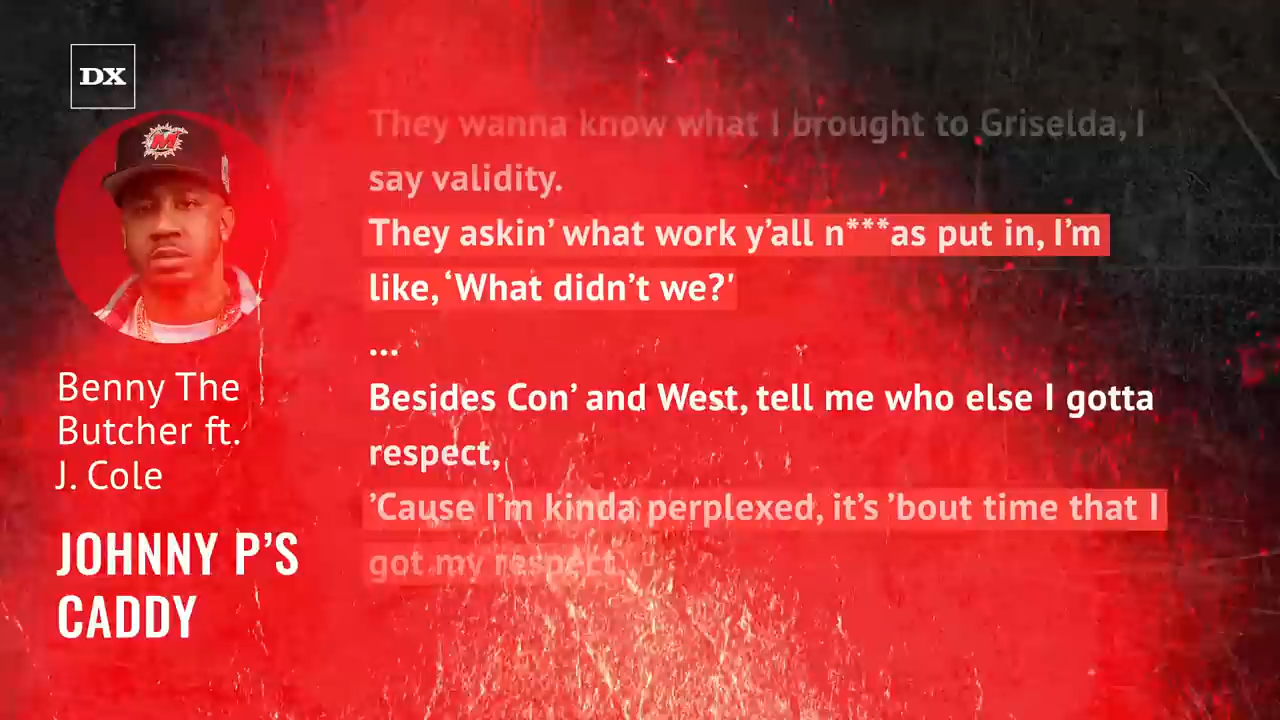 DX
M
Benny The
Butcher ft.
J. Cole
JOHNNY P’S
CADDY
They wanna know what I brought to Griselda, I
say validity.
They askin’ what work y’all n***as put in, I’m
like, ‘What didn’t we?'
...
Besides Con’ and West, tell me who else I gotta
respect,
’Cause I’m kinda perplexed, it’s ’bout time that I
got my respect.